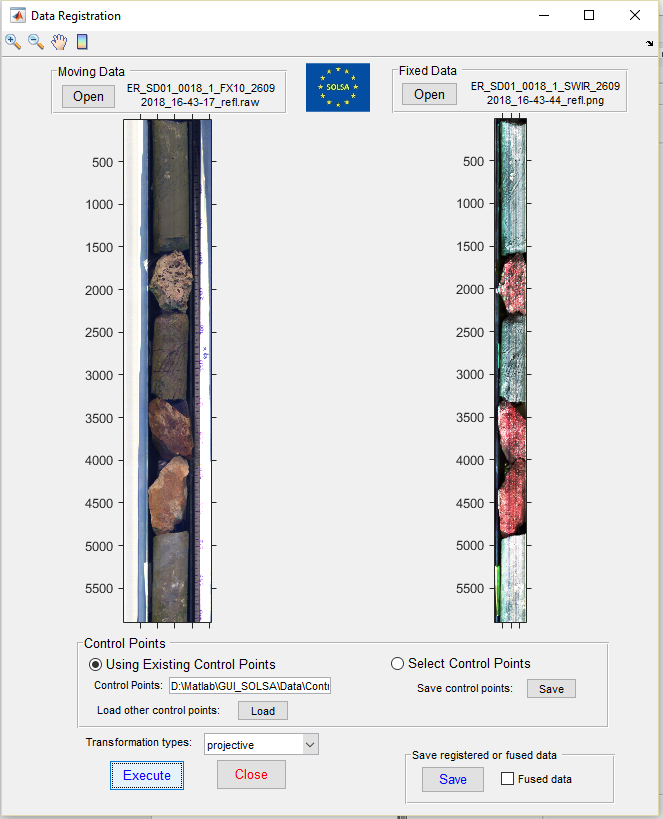 Data Registration
Moving Data
Open
ER_SD01_0018_1_FX10_2609
2018_16-43-17_refl.raw
SOLSA
Fixed Data
Open
ER_SD01_0018_1_SWIR_2609
2018_16-43-44_refl.png
500
1000
1500
2000
2500
3000
3500
4000
4500
5000
5500
500
1000
1500
2000
2500
3000
3500
4000
4500
5000
5500
Control Points
Using Existing Control Points
Select Control Points
Control Points: D:\Matlab\GUI_SOLSA\Data\Cont
Save control points: Save
Load other control points: Load
Transformation types: projective
Execute
Close
Save registered or fused data
Save
Fused data